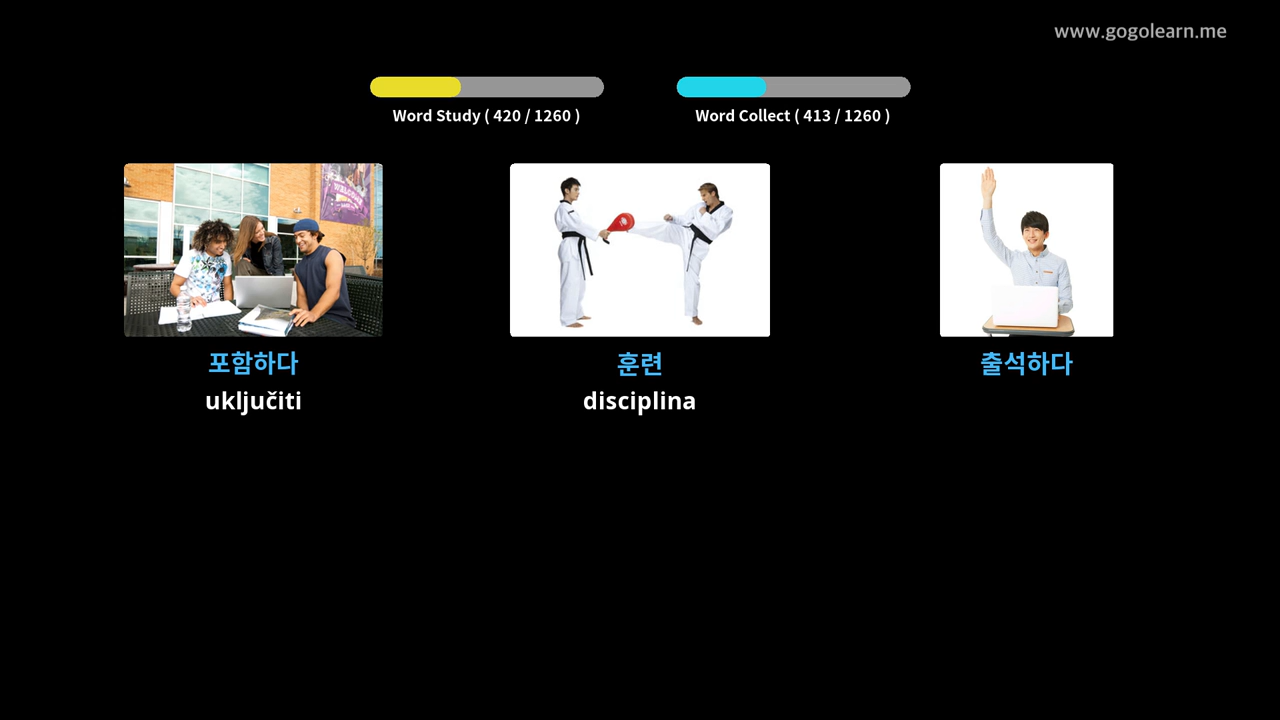 www.gogolearn.me
Word Study ( 420 / 1260 )
Word Collect ( 413 / 1260 )
WELCOME
포함하다
훈련
출석하다
uključiti
disciplina